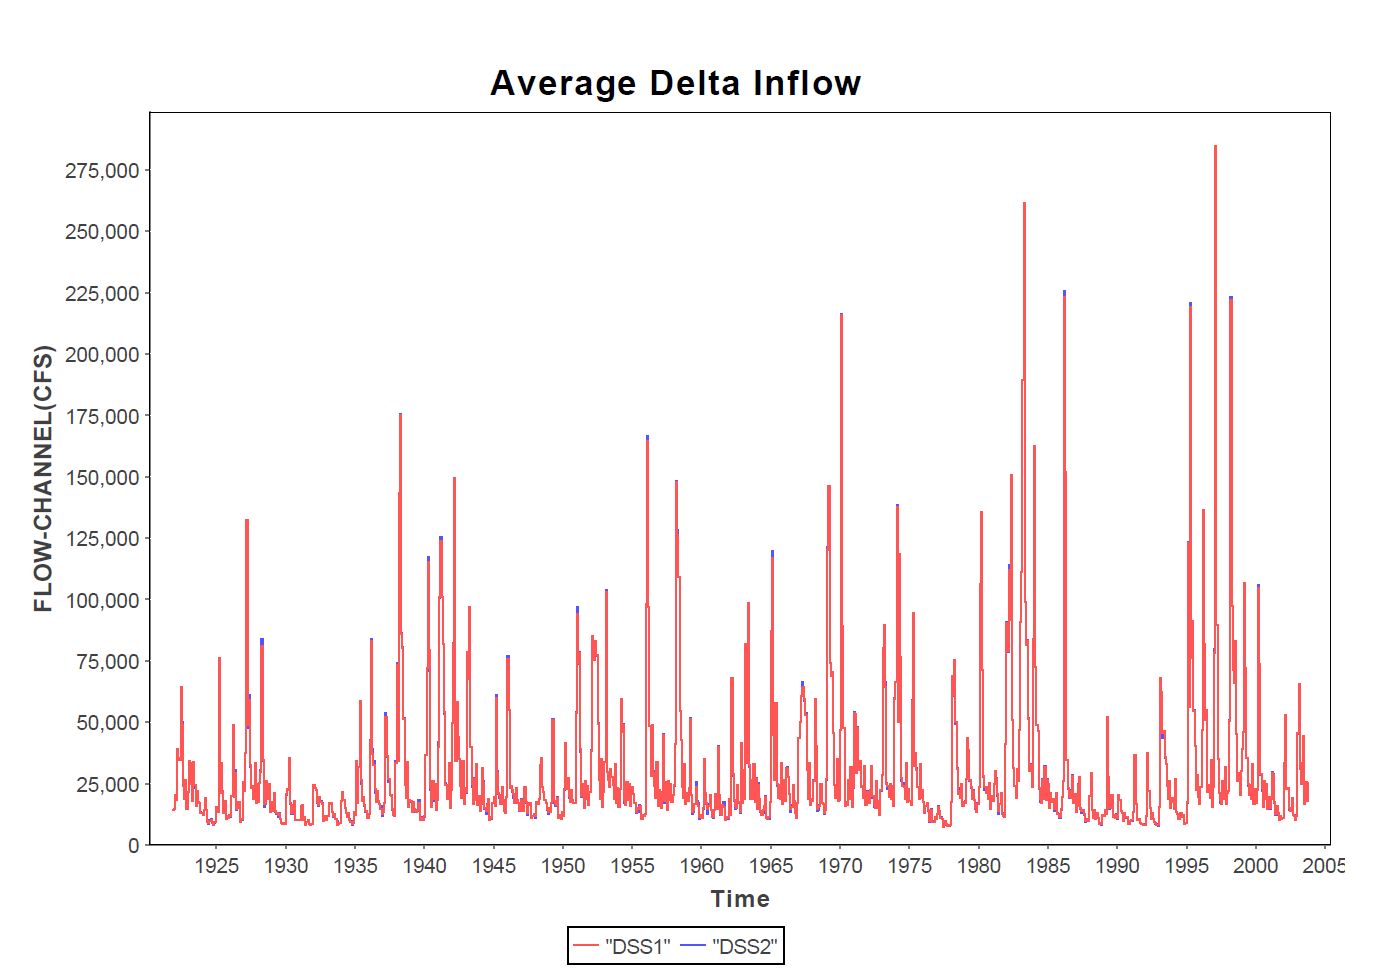 Average Delta Inflow
FLOW-CHANNEL(CFS)
275,000
250,000
225,000
200,000
175,000
150,000
125,000
100,000
75,000
50,000
25,000
0
1925 1930 1935 1940 1945 1950 1955 1960 1965 1970 1975 1980 1985 1990 1995 2000 2005
Time
"DSS1" "DSS2"